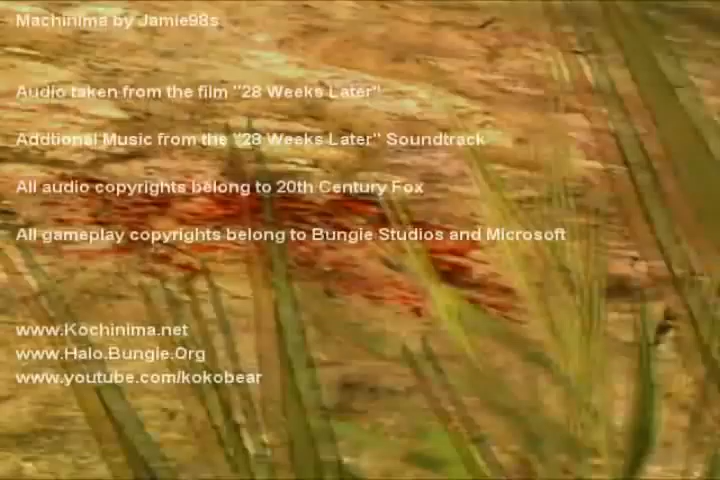 Machinima by Jamie98s
Audio taken from the film "28 Weeks Later"
Addtional Music from the "28 Weeks Later" Soundtrack
All audio copyrights belong to 20th Century Fox
All gameplay copyrights belong to Bungie Studios and Microsoft
www.Kochinima.net
www.Halo.Bungie.Org
www.youtube.com/kokobear